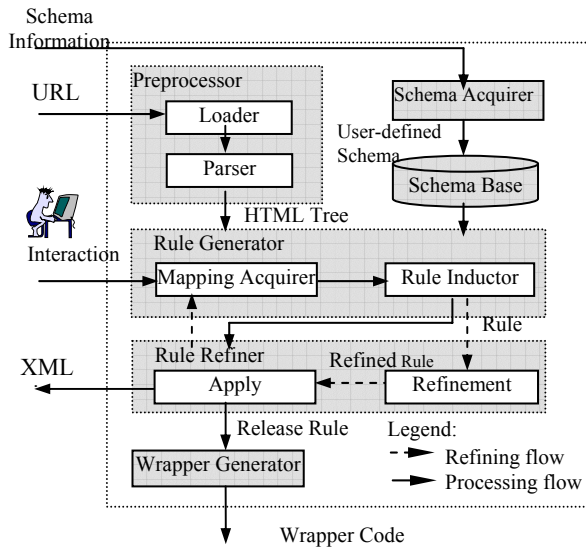 Schema
Information
URL
Preprocessor
Loader
Parser
Schema Acquirer
User-defined
Schema
Schema Base
HTML Tree
Interaction
Rule Generator
Mapping Acquirer
Rule Inductor
Rule
XML
Rule Refiner
Refined Rule
Apply
Refinement
Release Rule
Legend:
Refining flow
Processing flow
Wrapper Generator
Wrapper Code